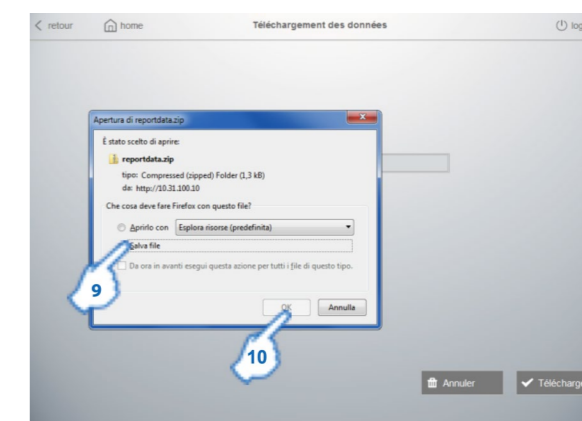 retour
home
Téléchargement des données
Apertura di reportdata.zip
È stato scelto di aprire:
reportdata.zip
tipo: Compressed (zipped) Folder (1,3 kB)
da: http://10.31.100.10
Che cosa deve fare Firefox con questo file?
Aprirlo con
Esplora risorse (predefinita)
Salva file
Da ora in avanti esegui questa azione per tutti i file di questo tipo.
9
OK
Annulla
10
Annuler